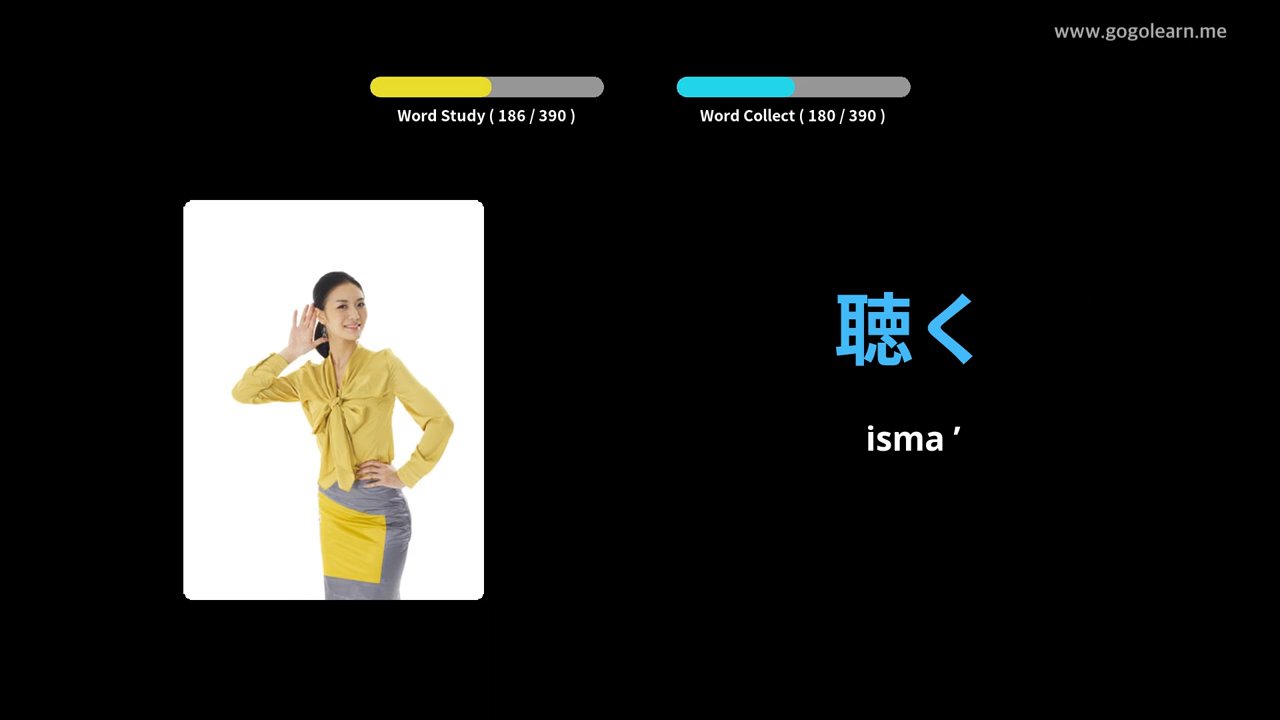 www.gogolearn.me
Word Study ( 186 / 390 )
Word Collect ( 180 / 390 )
聴く
isma ’